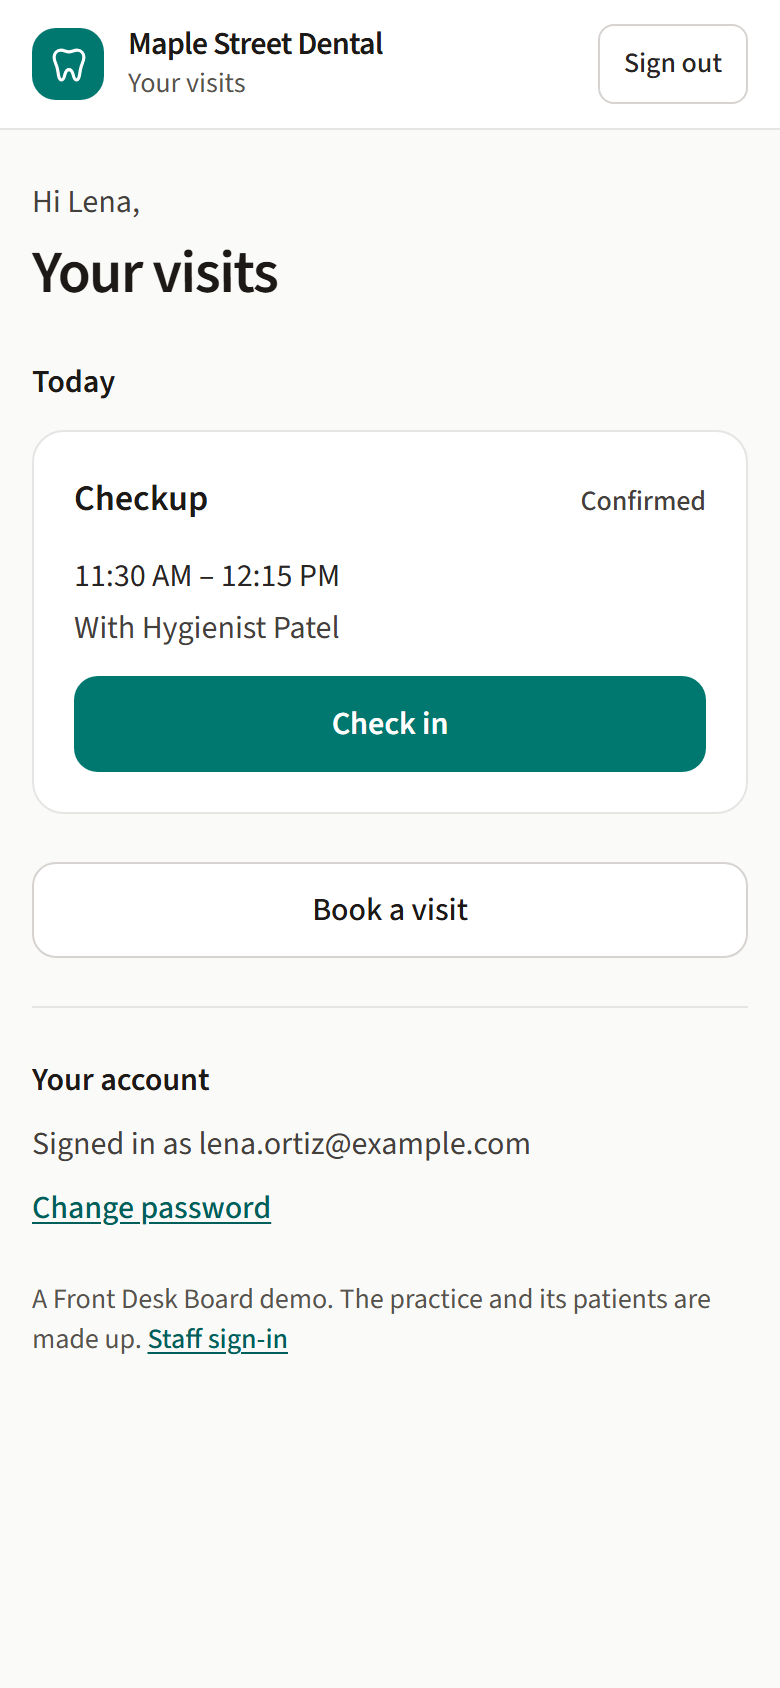 Maple Street Dental
Your visits
Sign out
Hi Lena,
Your visits
Today
Checkup
Confirmed
11:30 AM – 12:15 PM
With Hygienist Patel
Check in
Book a visit
Your account
Signed in as lena.ortiz@example.com
Change password
A Front Desk Board demo. The practice and its patients are
made up. Staff sign-in